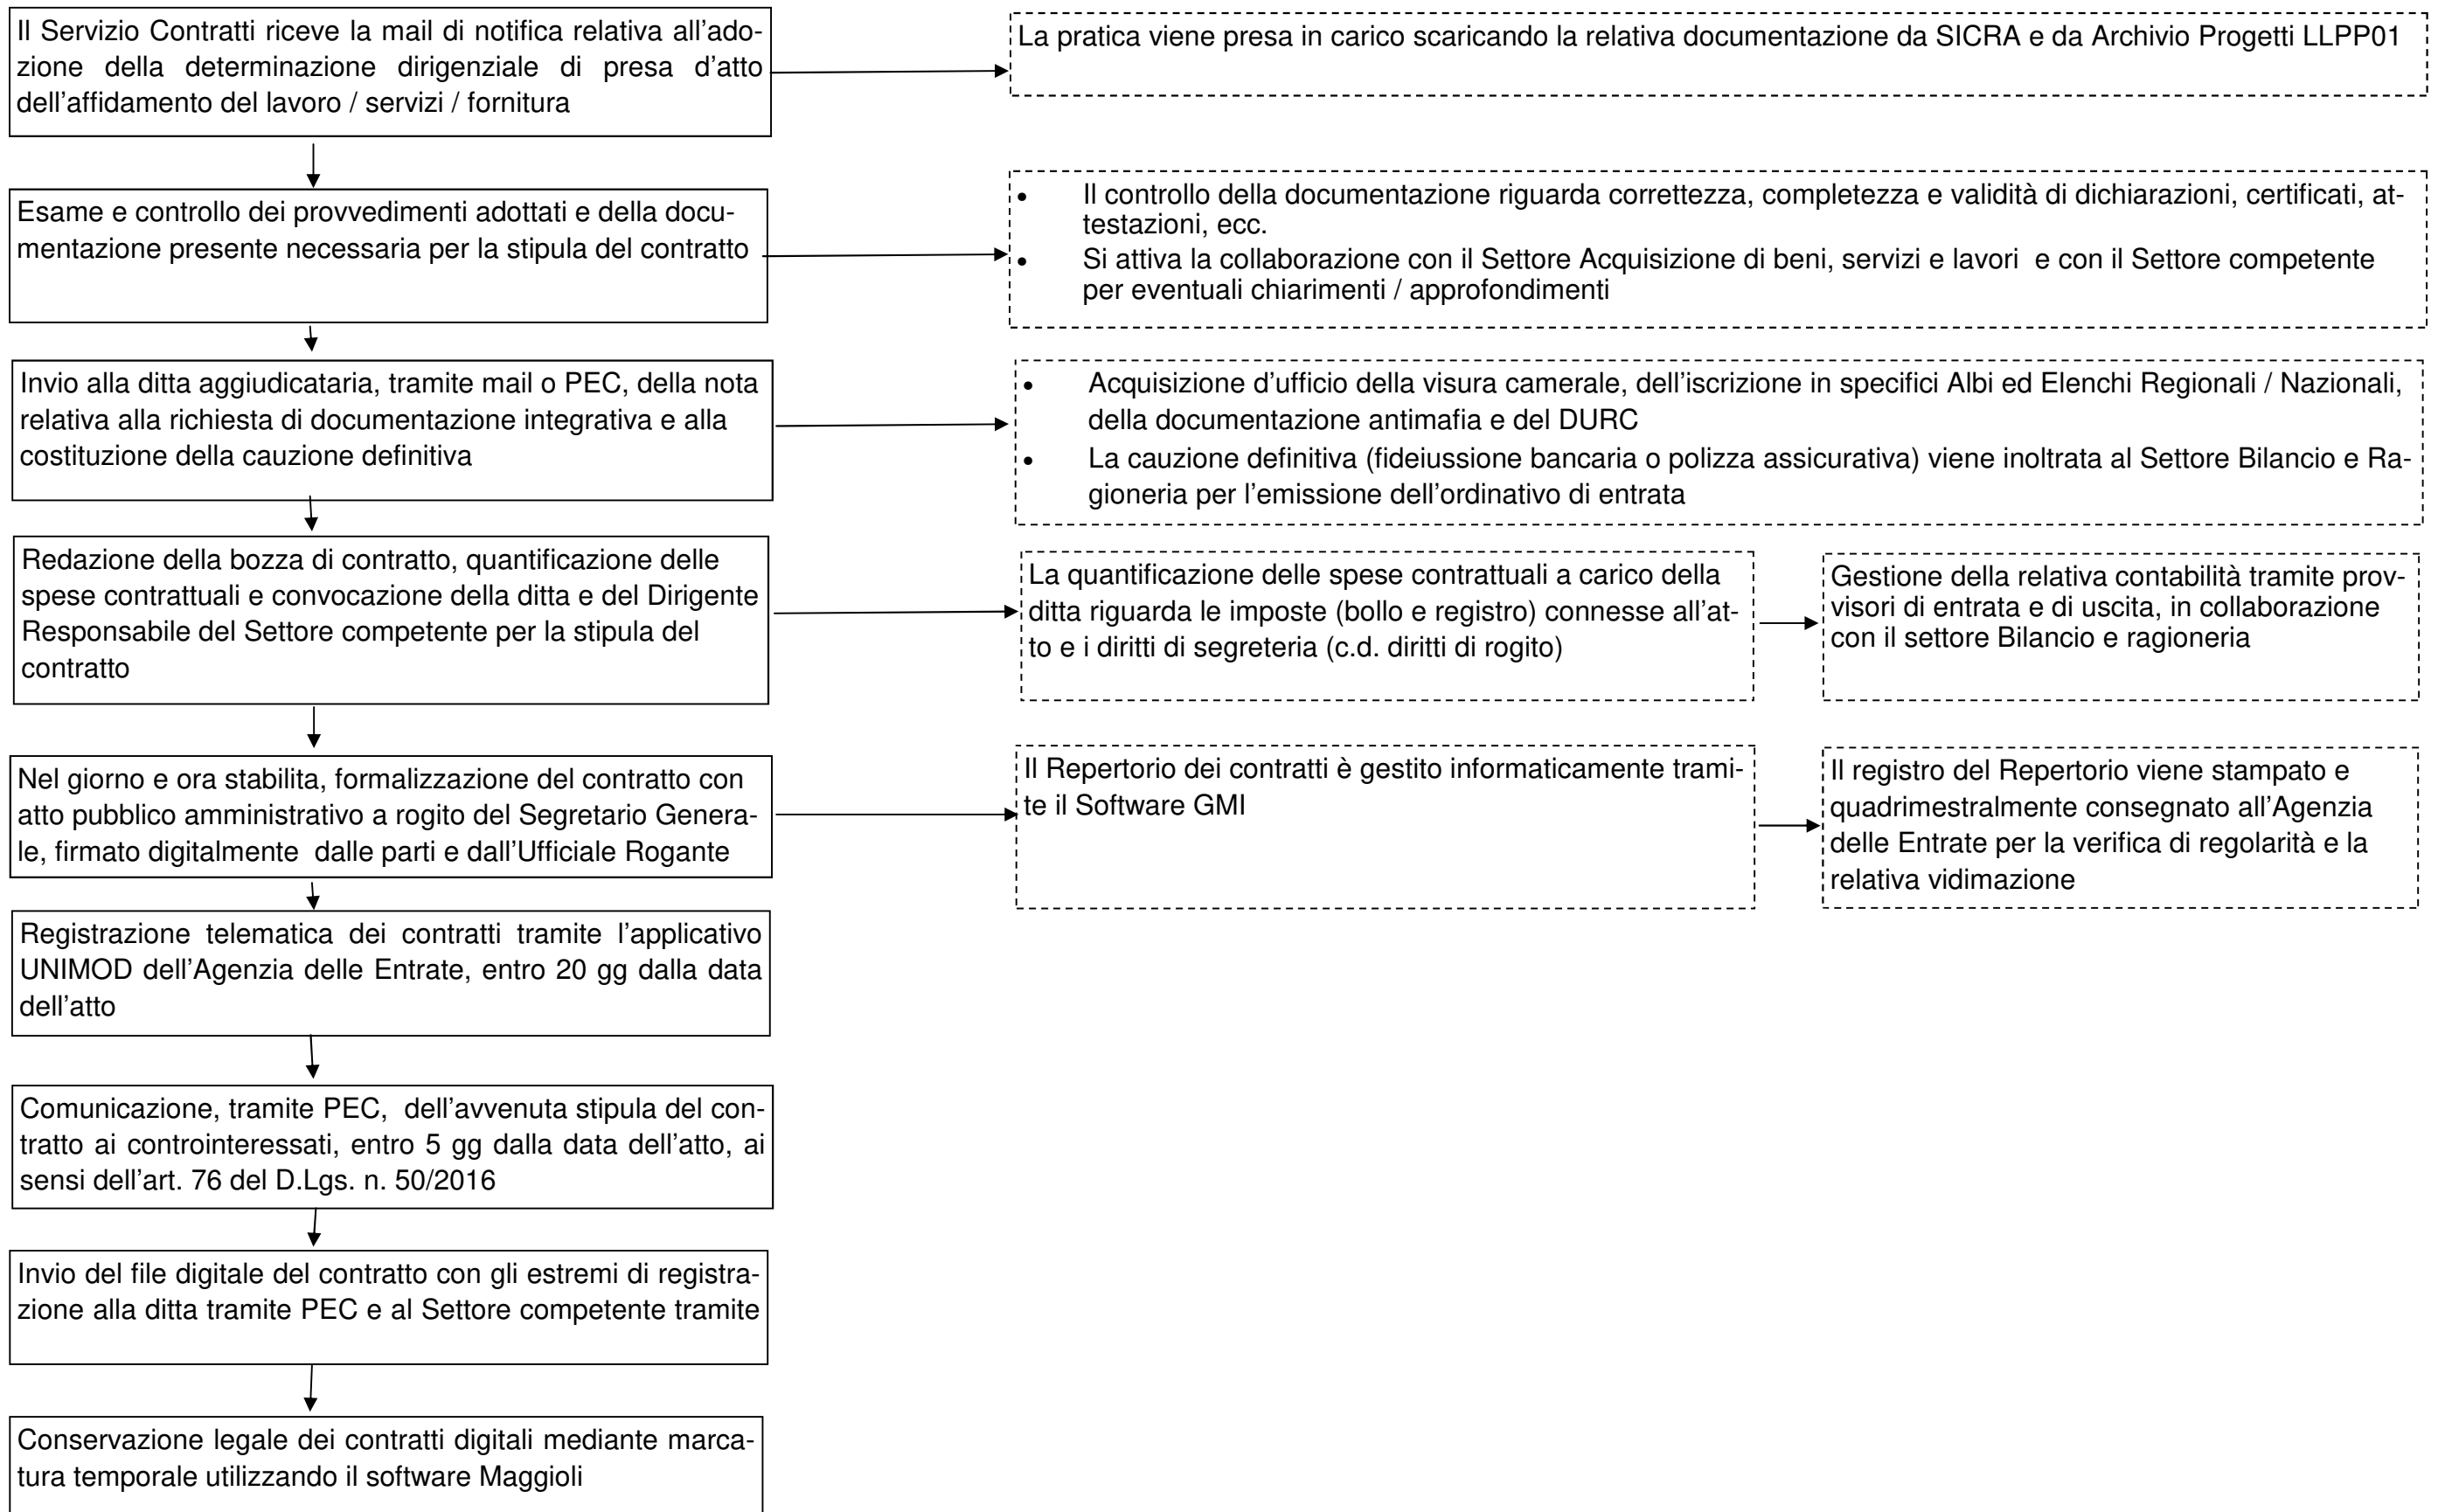 Il Servizio Contratti riceve la mail di notifica relativa all'ado-
zione della determinazione dirigenziale di presa d'atto
dell'affidamento del lavoro / servizi / fornitura
La pratica viene presa in carico scaricando la relativa documentazione da SICRA e da Archivio Progetti LLPP01
Esame e controllo dei provvedimenti adottati e della docu-
mentazione presente necessaria per la stipula del contratto
• Il controllo della documentazione riguarda correttezza, completezza e validità di dichiarazioni, certificati, at-
testazioni, ecc.
• Si attiva la collaborazione con il Settore Acquisizione di beni, servizi e lavori  e con il Settore competente
per eventuali chiarimenti / approfondimenti
Invio alla ditta aggiudicataria, tramite mail o PEC, della nota
relativa alla richiesta di documentazione integrativa e alla
costituzione della cauzione definitiva
• Acquisizione d'ufficio della visura camerale, dell'iscrizione in specifici Albi ed Elenchi Regionali / Nazionali,
della documentazione antimafia e del DURC
• La cauzione definitiva (fideiussione bancaria o polizza assicurativa) viene inoltrata al Settore Bilancio e Ra-
gioneria per l'emissione dell'ordinativo di entrata
Redazione della bozza di contratto, quantificazione delle
spese contrattuali e convocazione della ditta e del Dirigente
Responsabile del Settore competente per la stipula del
contratto
La quantificazione delle spese contrattuali a carico della
ditta riguarda le imposte (bollo e registro) connesse all'at-
to e i diritti di segreteria (c.d. diritti di rogito)
Gestione della relativa contabilità tramite prov-
visori di entrata e di uscita, in collaborazione
con il settore Bilancio e ragioneria
Nel giorno e ora stabilita, formalizzazione del contratto con
atto pubblico amministrativo a rogito del Segretario Genera-
le, firmato digitalmente  dalle parti e dall'Ufficiale Rogante
Il Repertorio dei contratti è gestito informaticamente trami-
te il Software GMI
Il registro del Repertorio viene stampato e
quadrimestralmente consegnato all'Agenzia
delle Entrate per la verifica di regolarità e la
relativa vidimazione
Registrazione telematica dei contratti tramite l'applicativo
UNIMOD dell'Agenzia delle Entrate, entro 20 gg dalla data
dell'atto
Comunicazione, tramite PEC,  dell'avvenuta stipula del con-
tratto ai controinteressati, entro 5 gg dalla data dell'atto, ai
sensi dell'art. 76 del D.Lgs. n. 50/2016
Invio del file digitale del contratto con gli estremi di registra-
zione alla ditta tramite PEC e al Settore competente tramite
Conservazione legale dei contratti digitali mediante marca-
tura temporale utilizzando il software Maggioli